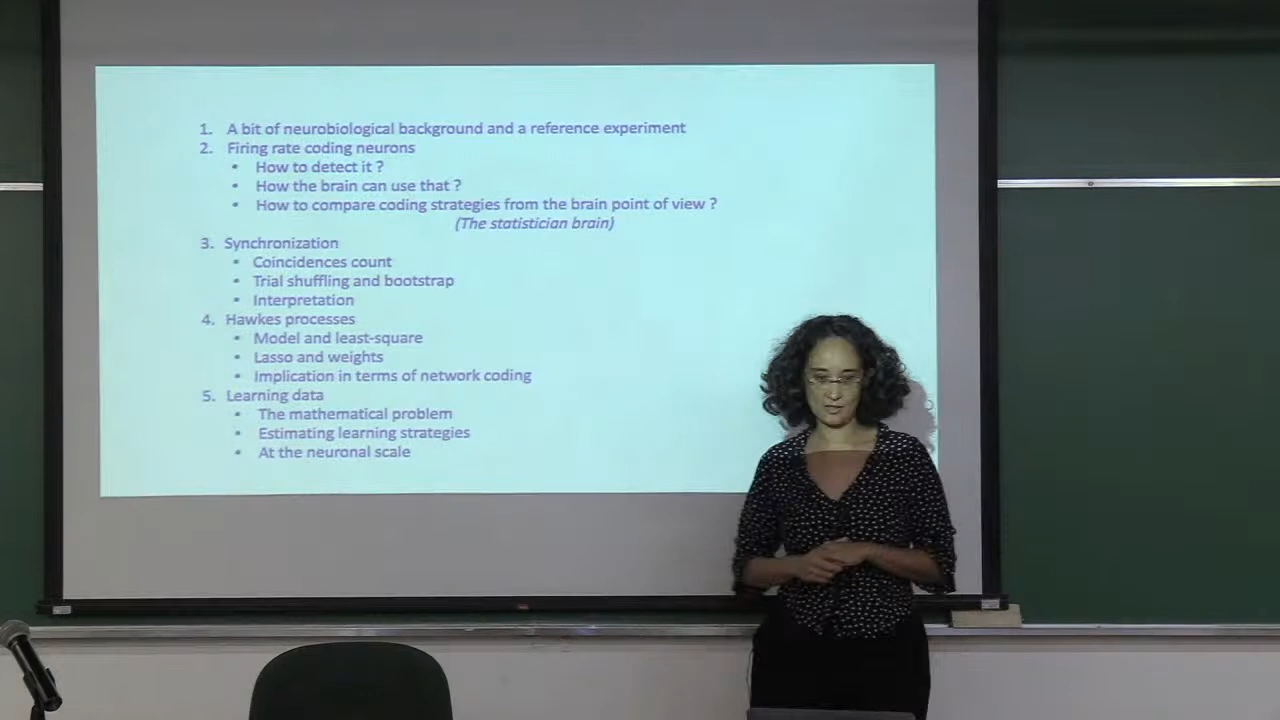 1. A bit of neurobiological background and a reference experiment
2. Firing rate coding neurons
• How to detect it ?
• How the brain can use that ?
• How to compare coding strategies from the brain point of view ?
(The statistician brain)
3. Synchronization
• Coincidences count
• Trial shuffling and bootstrap
• Interpretation
4. Hawkes processes
• Model and least-square
• Lasso and weights
• Implication in terms of network coding
5. Learning data
• The mathematical problem
• Estimating learning strategies
• At the neuronal scale